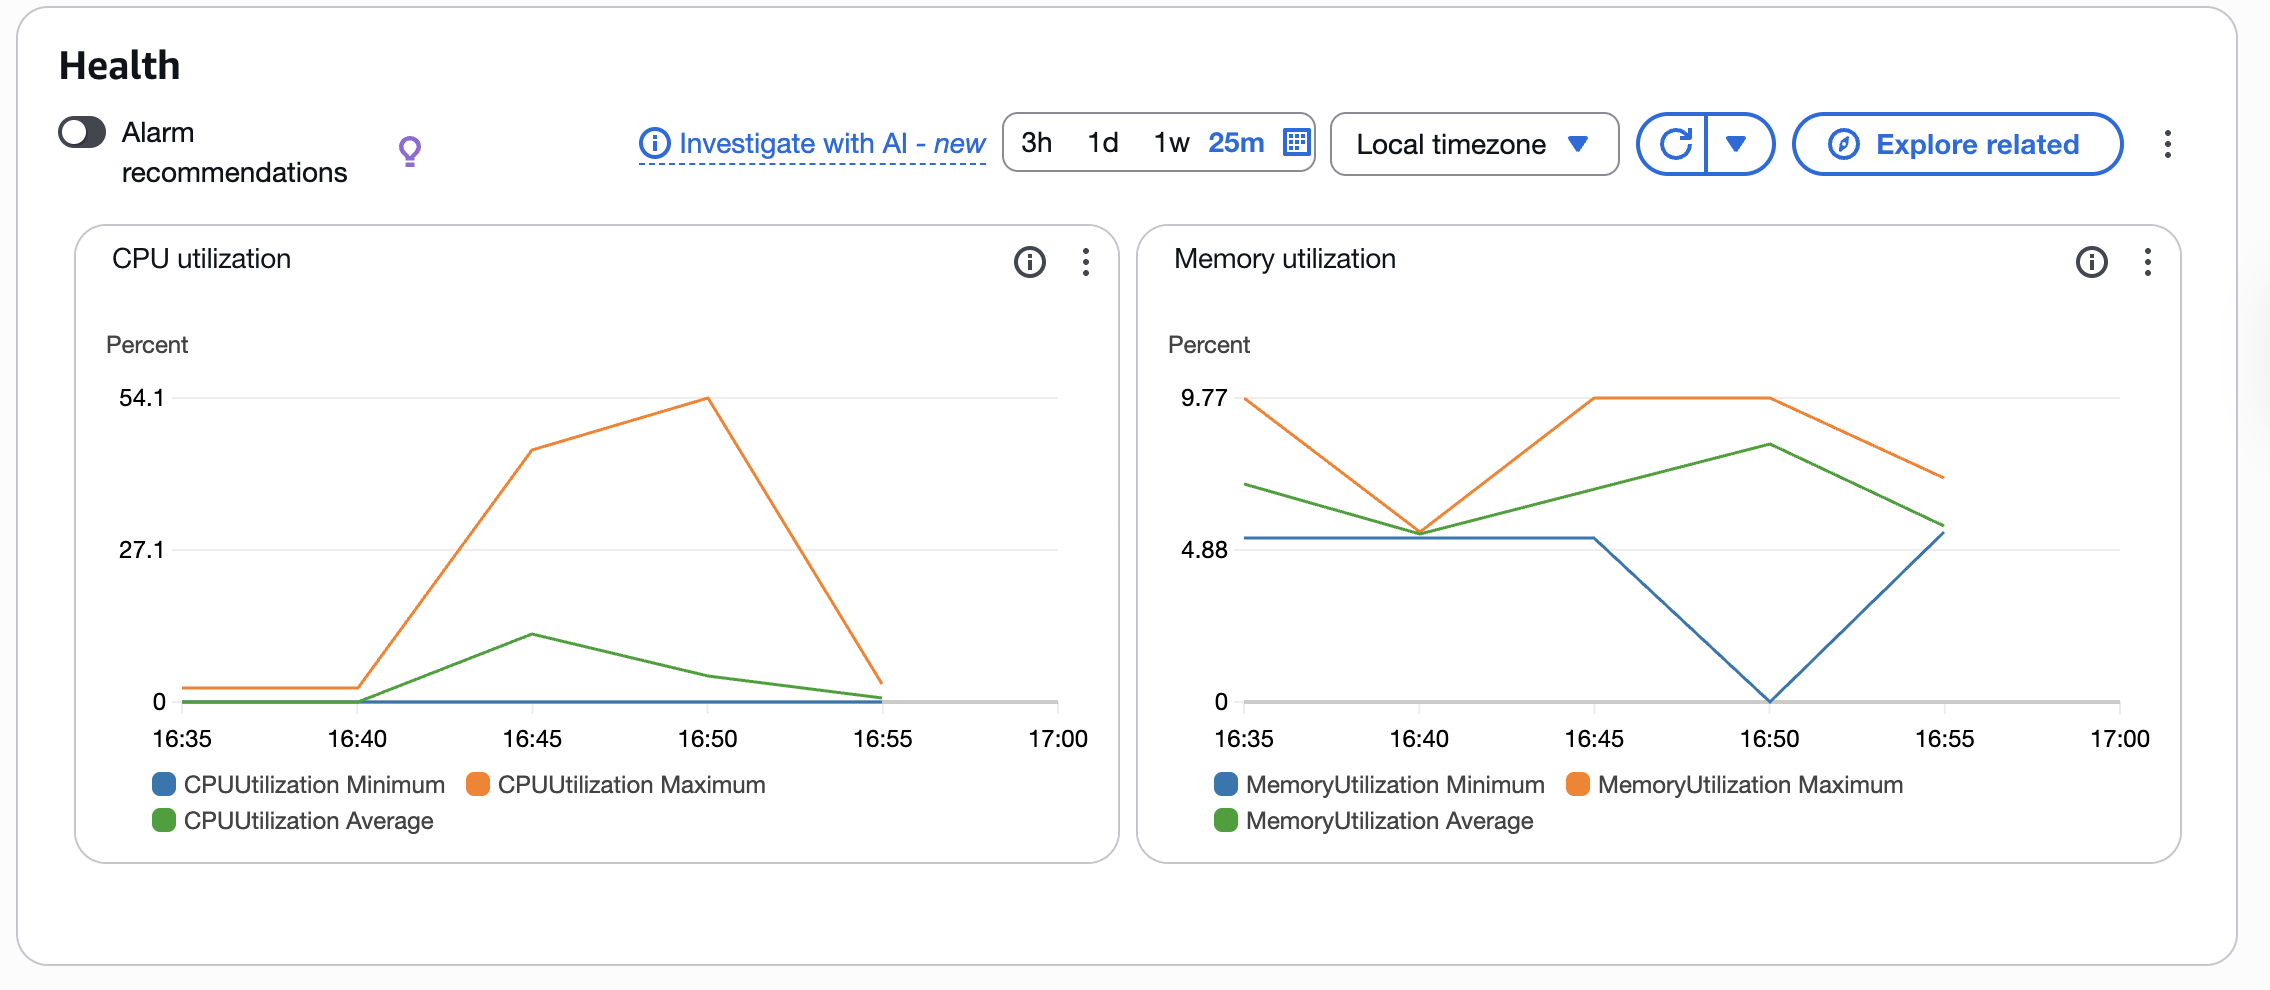 Health
Alarm
recommendations
Investigate with AI - new
3h 1d 1w 25m
Local timezone
Explore related
CPU utilization
Percent
54.1
27.1
0
16:35 16:40 16:45 16:50 16:55 17:00
CPUUtilization Minimum CPUUtilization Maximum
CPUUtilization Average
Memory utilization
Percent
9.77
4.88
0
16:35 16:40 16:45 16:50 16:55 17:00
MemoryUtilization Minimum MemoryUtilization Maximum
MemoryUtilization Average